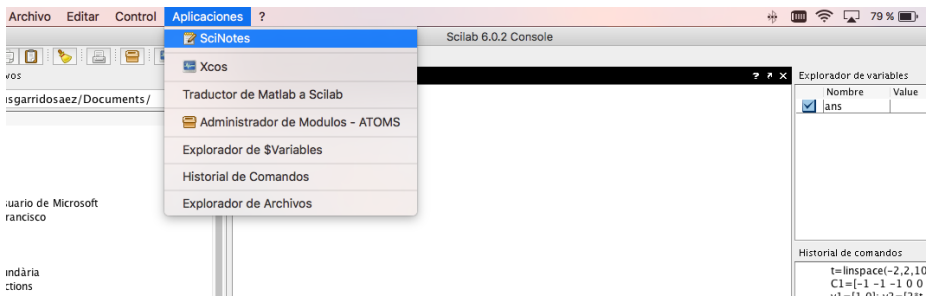 Archivo Editar Control Aplicaciones ? 79 %
Scilab 6.0.2 Console
SciNotes
Xcos
Traductor de Matlab a Scilab
Administrador de Modulos - ATOMS
Explorador de $Variables
Historial de Comandos
Explorador de Archivos
vos
usgarridosaez/Documents/
suario de Microsoft
rancisco
undària
ctions
? ↗ ×
Explorador de variables
Nombre Value
ans
Historial de comandos
t=linspace(-2,2,10
C1=[-1 -1 -1 0 0